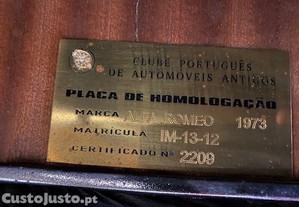 CLUBE PORTUGUÊS
DE AUTOMÓVEIS ANTIGOS
PLACA DE HOMOLOGAÇÃO
MARCA ALFA-ROMEO 1973
MATRÍCULA IM-13-12
CERTIFICADO Nº 2209
CustoJusto.pt